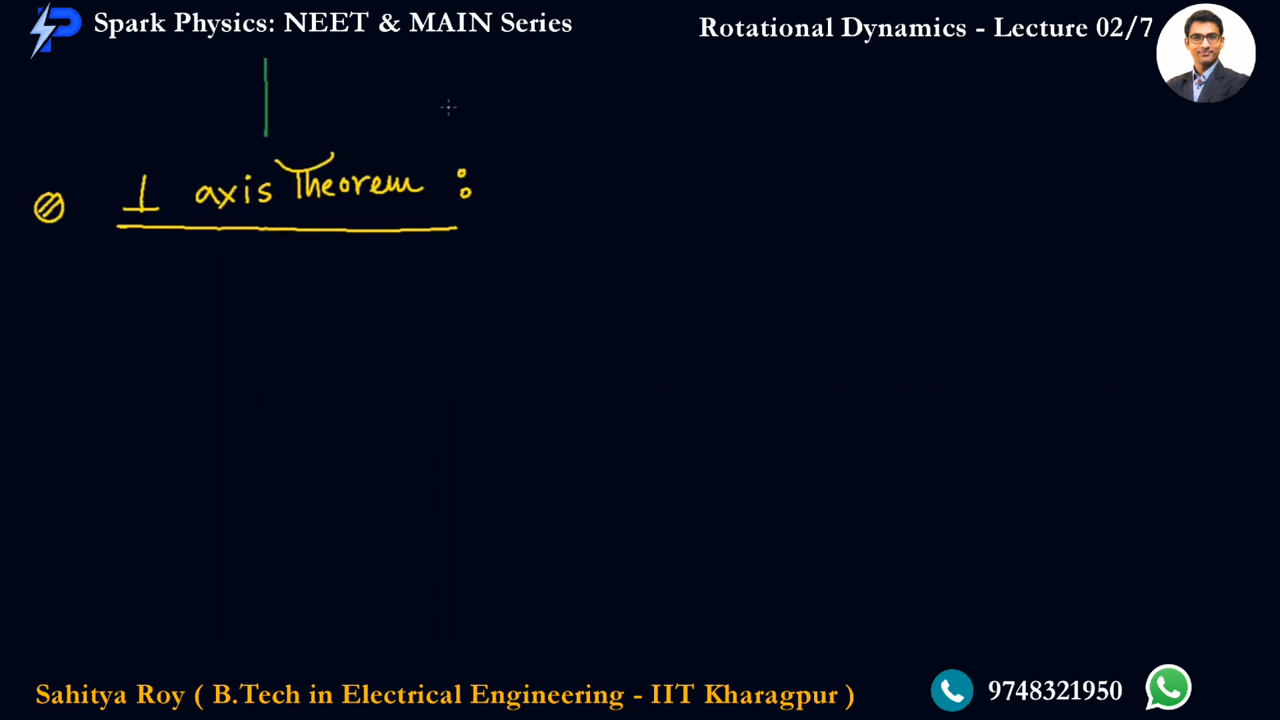 Spark Physics: NEET & MAIN Series
Rotational Dynamics - Lecture 02/7
⊥ axis Theorem :
Sahitya Roy ( B.Tech in Electrical Engineering - IIT Kharagpur )
9748321950